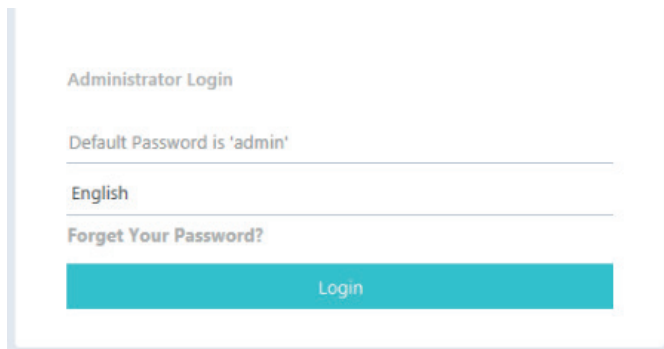 Administrator Login
Default Password is 'admin'
English
Forget Your Password?
Login